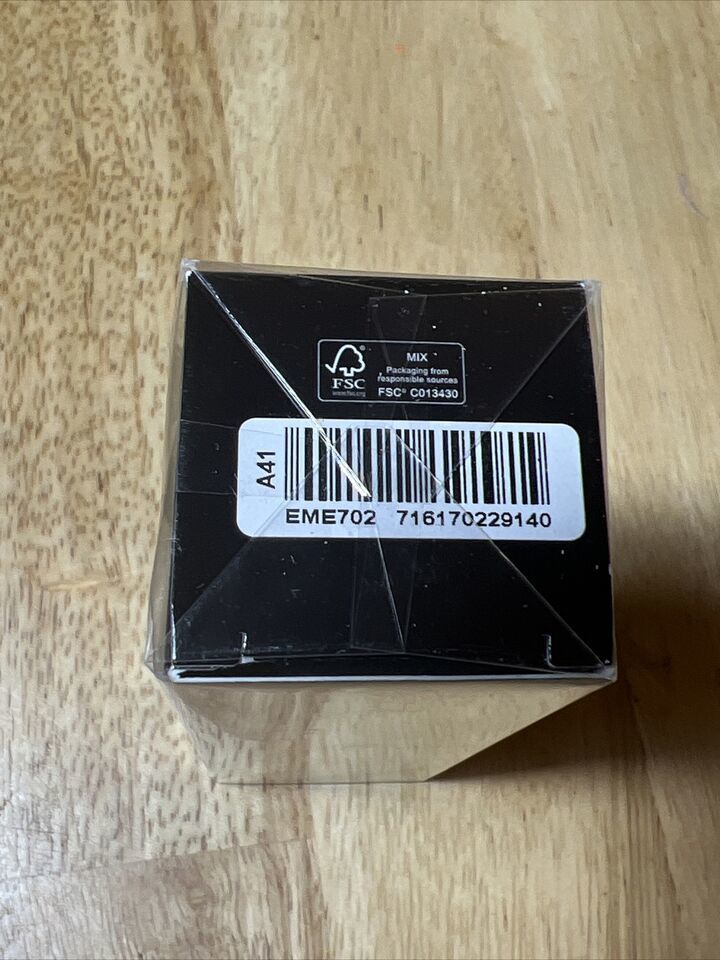 MIX
Packaging from
responsible sources
FSC® C013430
FSC®
www.fsc.org
A41
EME702 716170229140